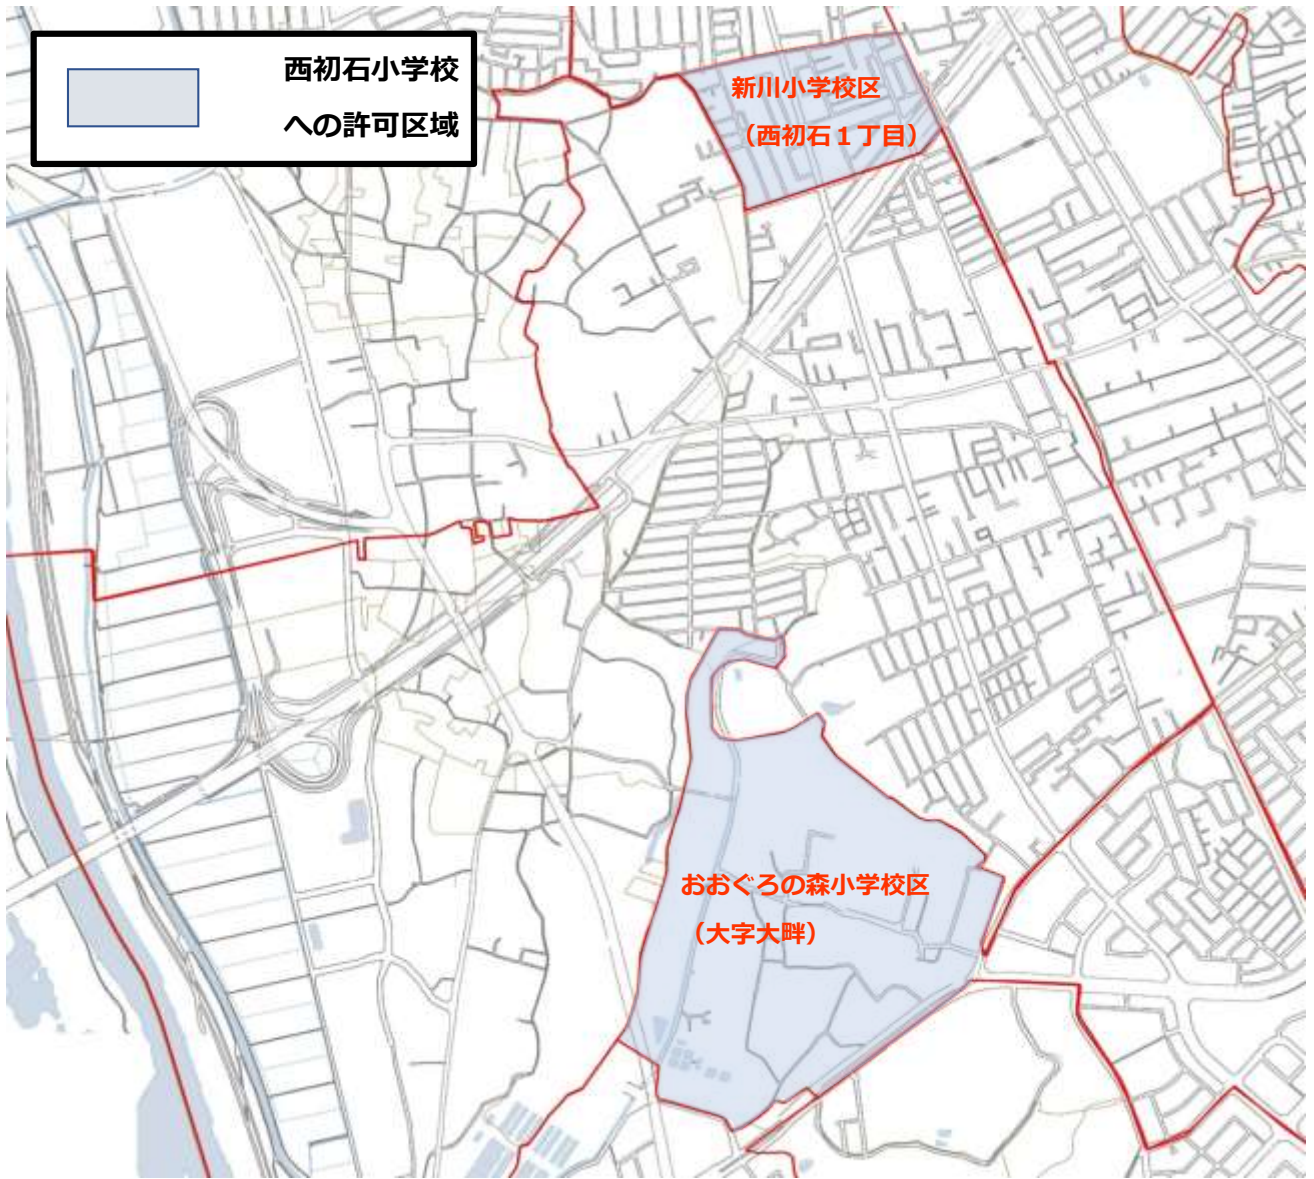 西初石小学校
への許可区域
新川小学校区
（西初石１丁目）
おおぐろの森小学校区
（大字大畔）